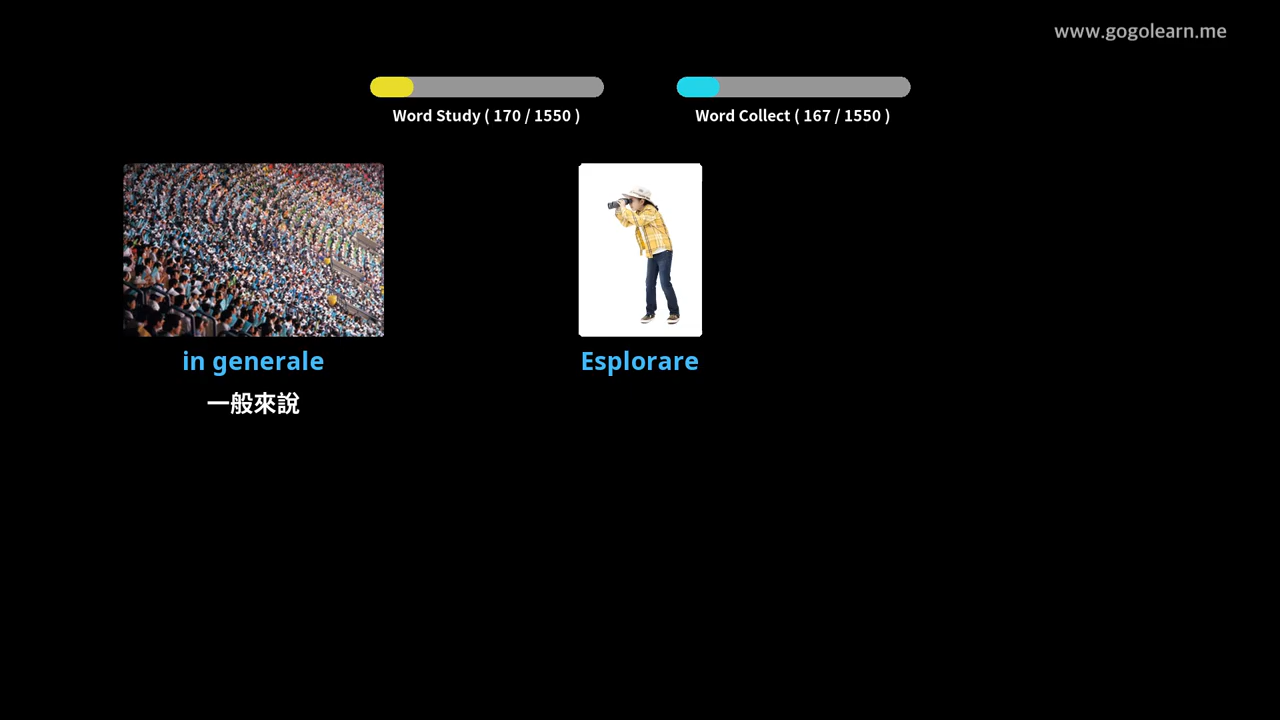 www.gogolearn.me
Word Study ( 170 / 1550 )
Word Collect ( 167 / 1550 )
in generale
一般來說
Esplorare